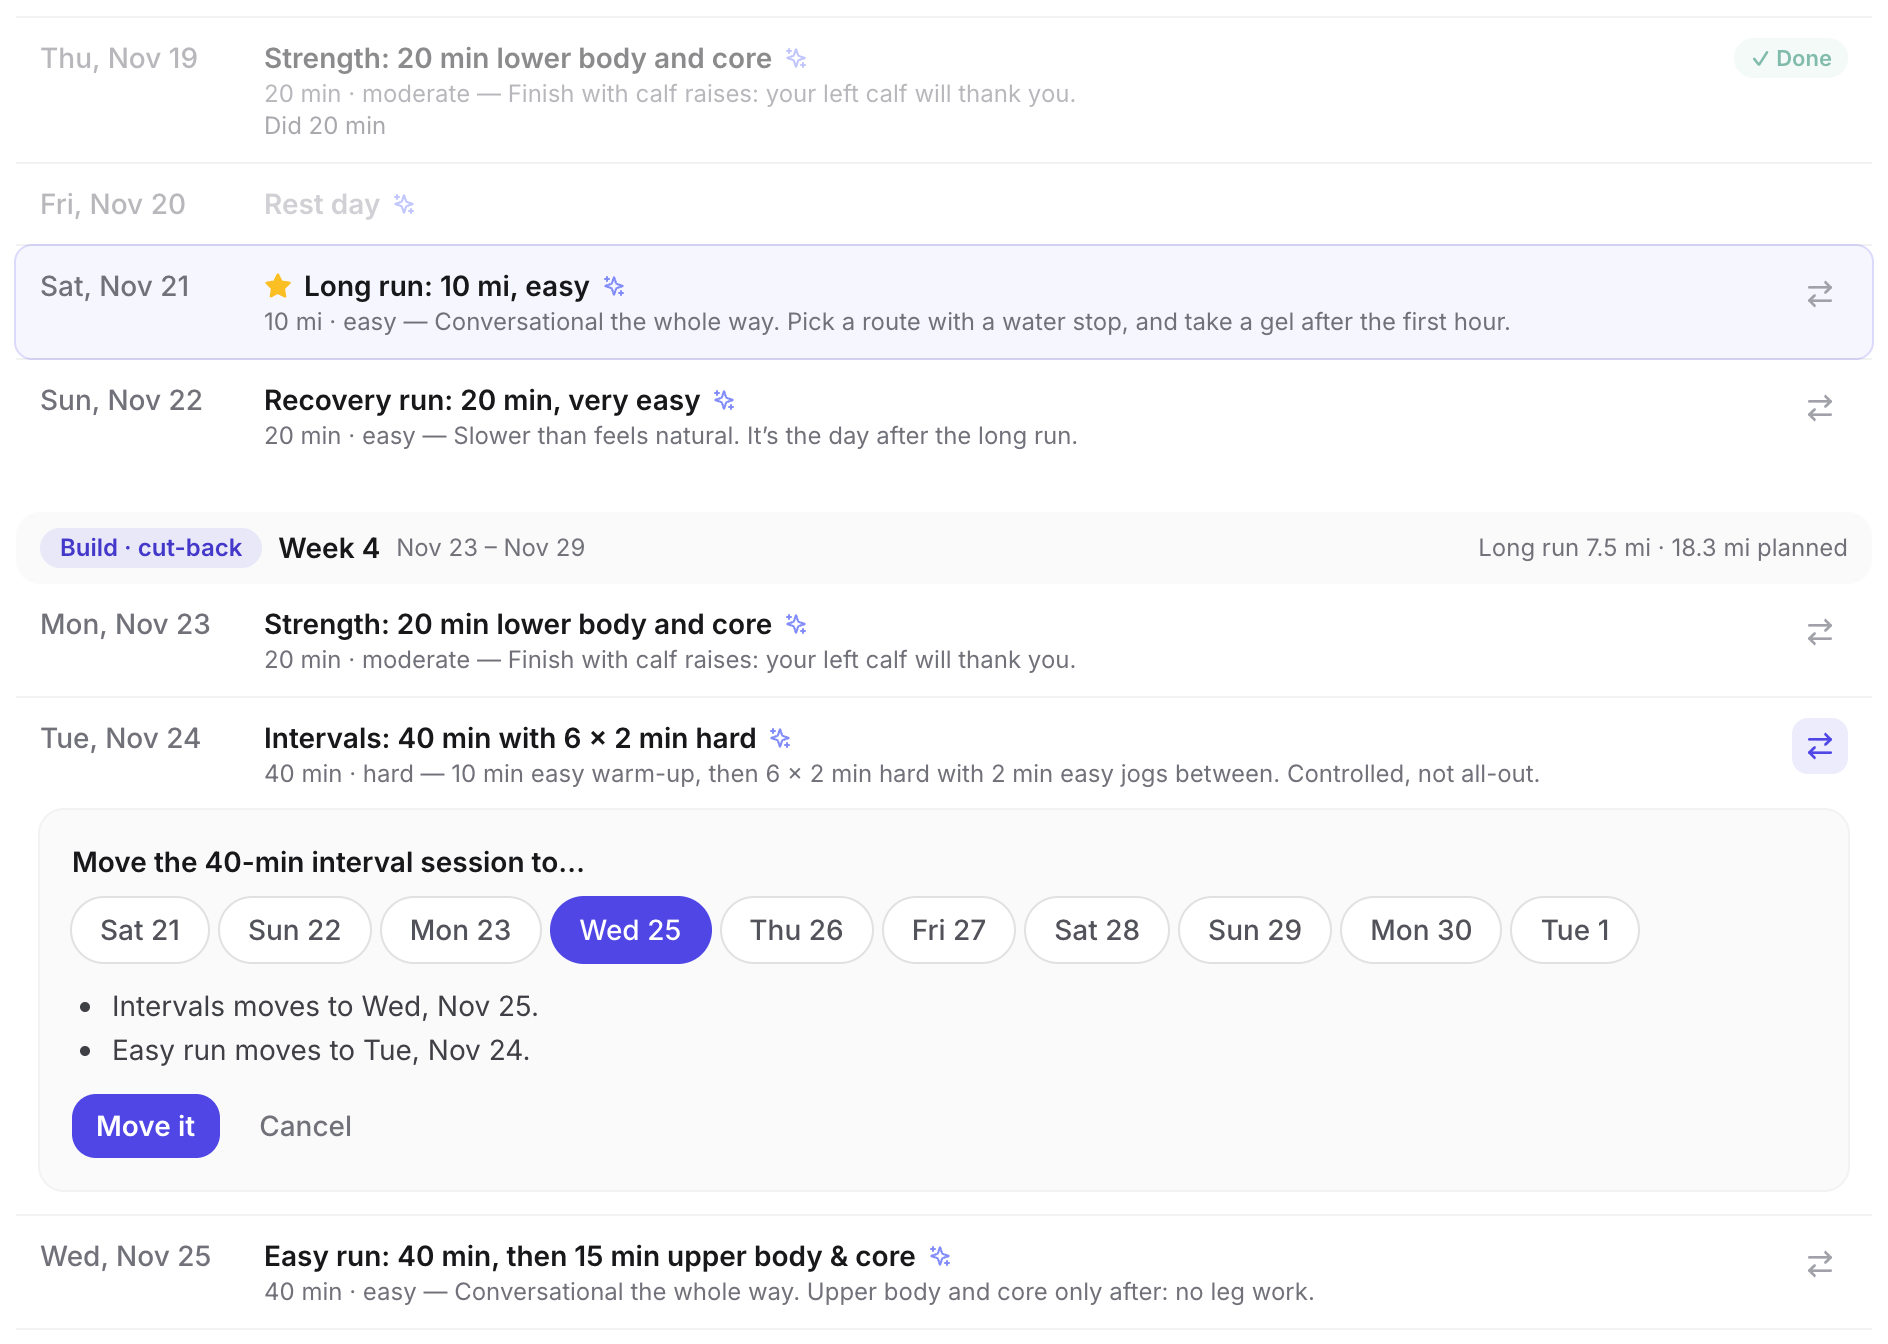 Thu, Nov 19
Strength: 20 min lower body and core
✓ Done
20 min · moderate — Finish with calf raises: your left calf will thank you.
Did 20 min
Fri, Nov 20
Rest day
Sat, Nov 21
Long run: 10 mi, easy
10 mi · easy — Conversational the whole way. Pick a route with a water stop, and take a gel after the first hour.
Sun, Nov 22
Recovery run: 20 min, very easy
20 min · easy — Slower than feels natural. It’s the day after the long run.
Build · cut-back
Week 4
Nov 23 – Nov 29
Long run 7.5 mi · 18.3 mi planned
Mon, Nov 23
Strength: 20 min lower body and core
20 min · moderate — Finish with calf raises: your left calf will thank you.
Tue, Nov 24
Intervals: 40 min with 6 × 2 min hard
40 min · hard — 10 min easy warm-up, then 6 × 2 min hard with 2 min easy jogs between. Controlled, not all-out.
Move the 40-min interval session to…
Sat 21
Sun 22
Mon 23
Wed 25
Thu 26
Fri 27
Sat 28
Sun 29
Mon 30
Tue 1
• Intervals moves to Wed, Nov 25.
• Easy run moves to Tue, Nov 24.
Move it
Cancel
Wed, Nov 25
Easy run: 40 min, then 15 min upper body & core
40 min · easy — Conversational the whole way. Upper body and core only after: no leg work.